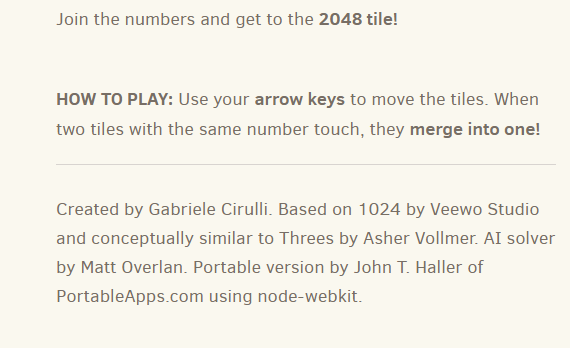 Join the numbers and get to the 2048 tile!
HOW TO PLAY: Use your arrow keys to move the tiles. When
two tiles with the same number touch, they merge into one!
Created by Gabriele Cirulli. Based on 1024 by Veewo Studio
and conceptually similar to Threes by Asher Vollmer. AI solver
by Matt Overlan. Portable version by John T. Haller of
PortableApps.com using node-webkit.